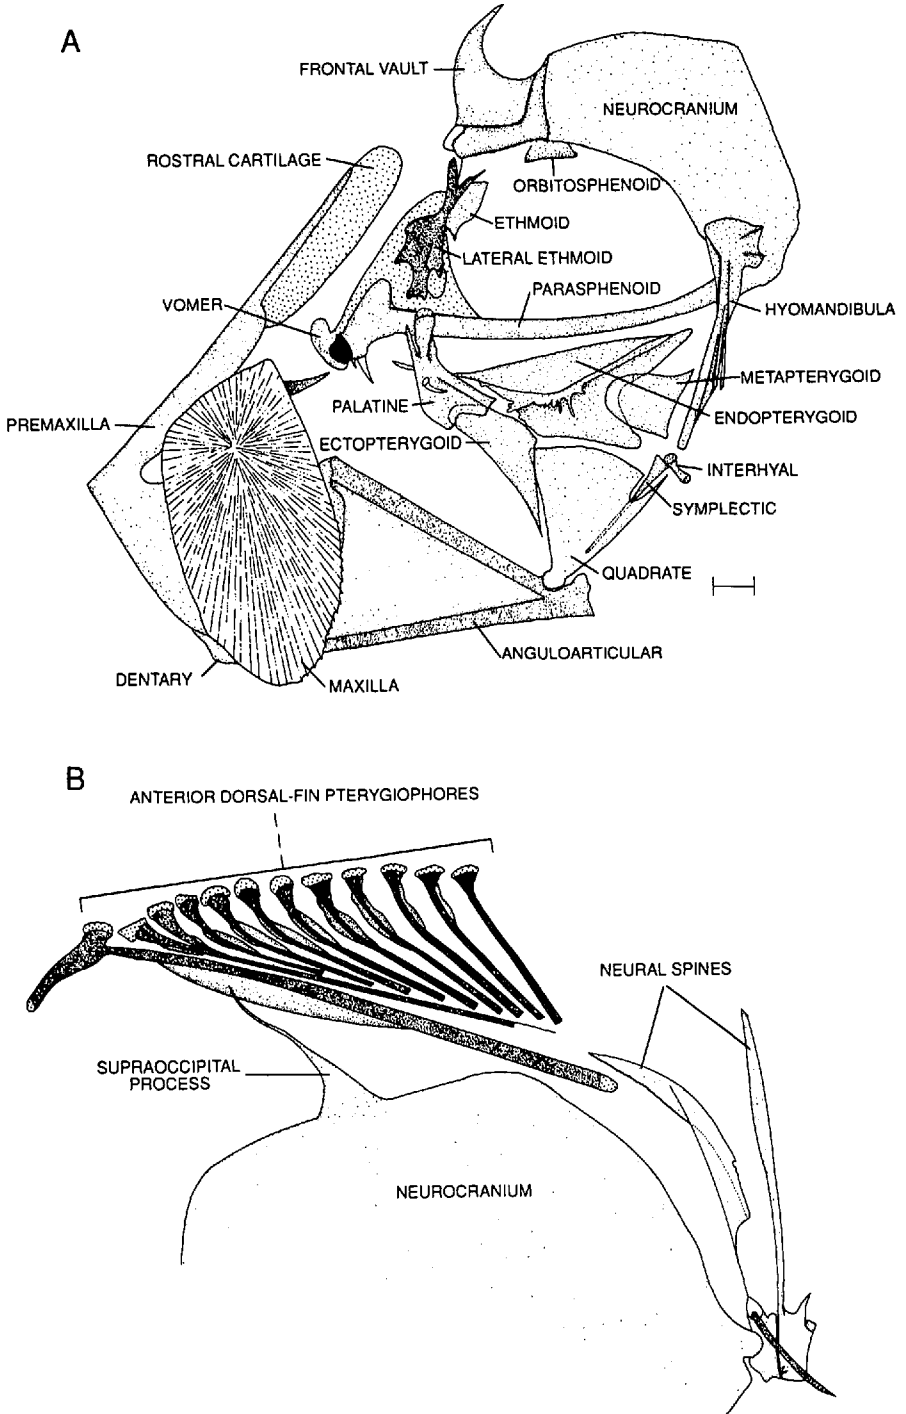 A
FRONTAL VAULT
NEUROCRANIUM
ROSTRAL CARTILAGE
ORBITOSPHENOID
ETHMOID
LATERAL ETHMOID
PARASPHENOID
VOMER
HYOMANDIBULA
METAPTERYGOID
PALATINE
ENDOPTERYGOID
PREMAXILLA
ECTOPTERYGOID
INTERHYAL
SYMPLECTIC
QUADRATE
ANGULOARTICULAR
DENTARY
MAXILLA
B
ANTERIOR DORSAL-FIN PTERYGIOPHORES
NEURAL SPINES
SUPRAOCCIPITAL
PROCESS
NEUROCRANIUM